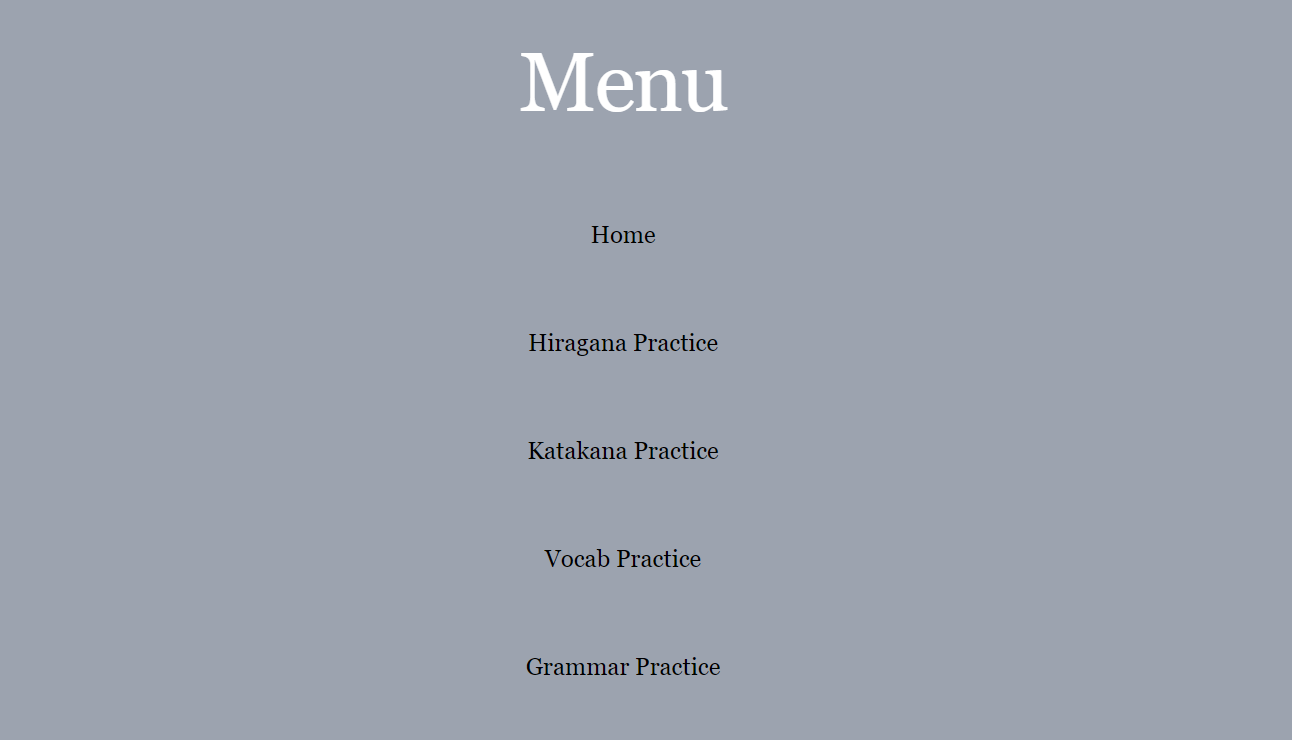 Menu
Home
Hiragana Practice
Katakana Practice
Vocab Practice
Grammar Practice